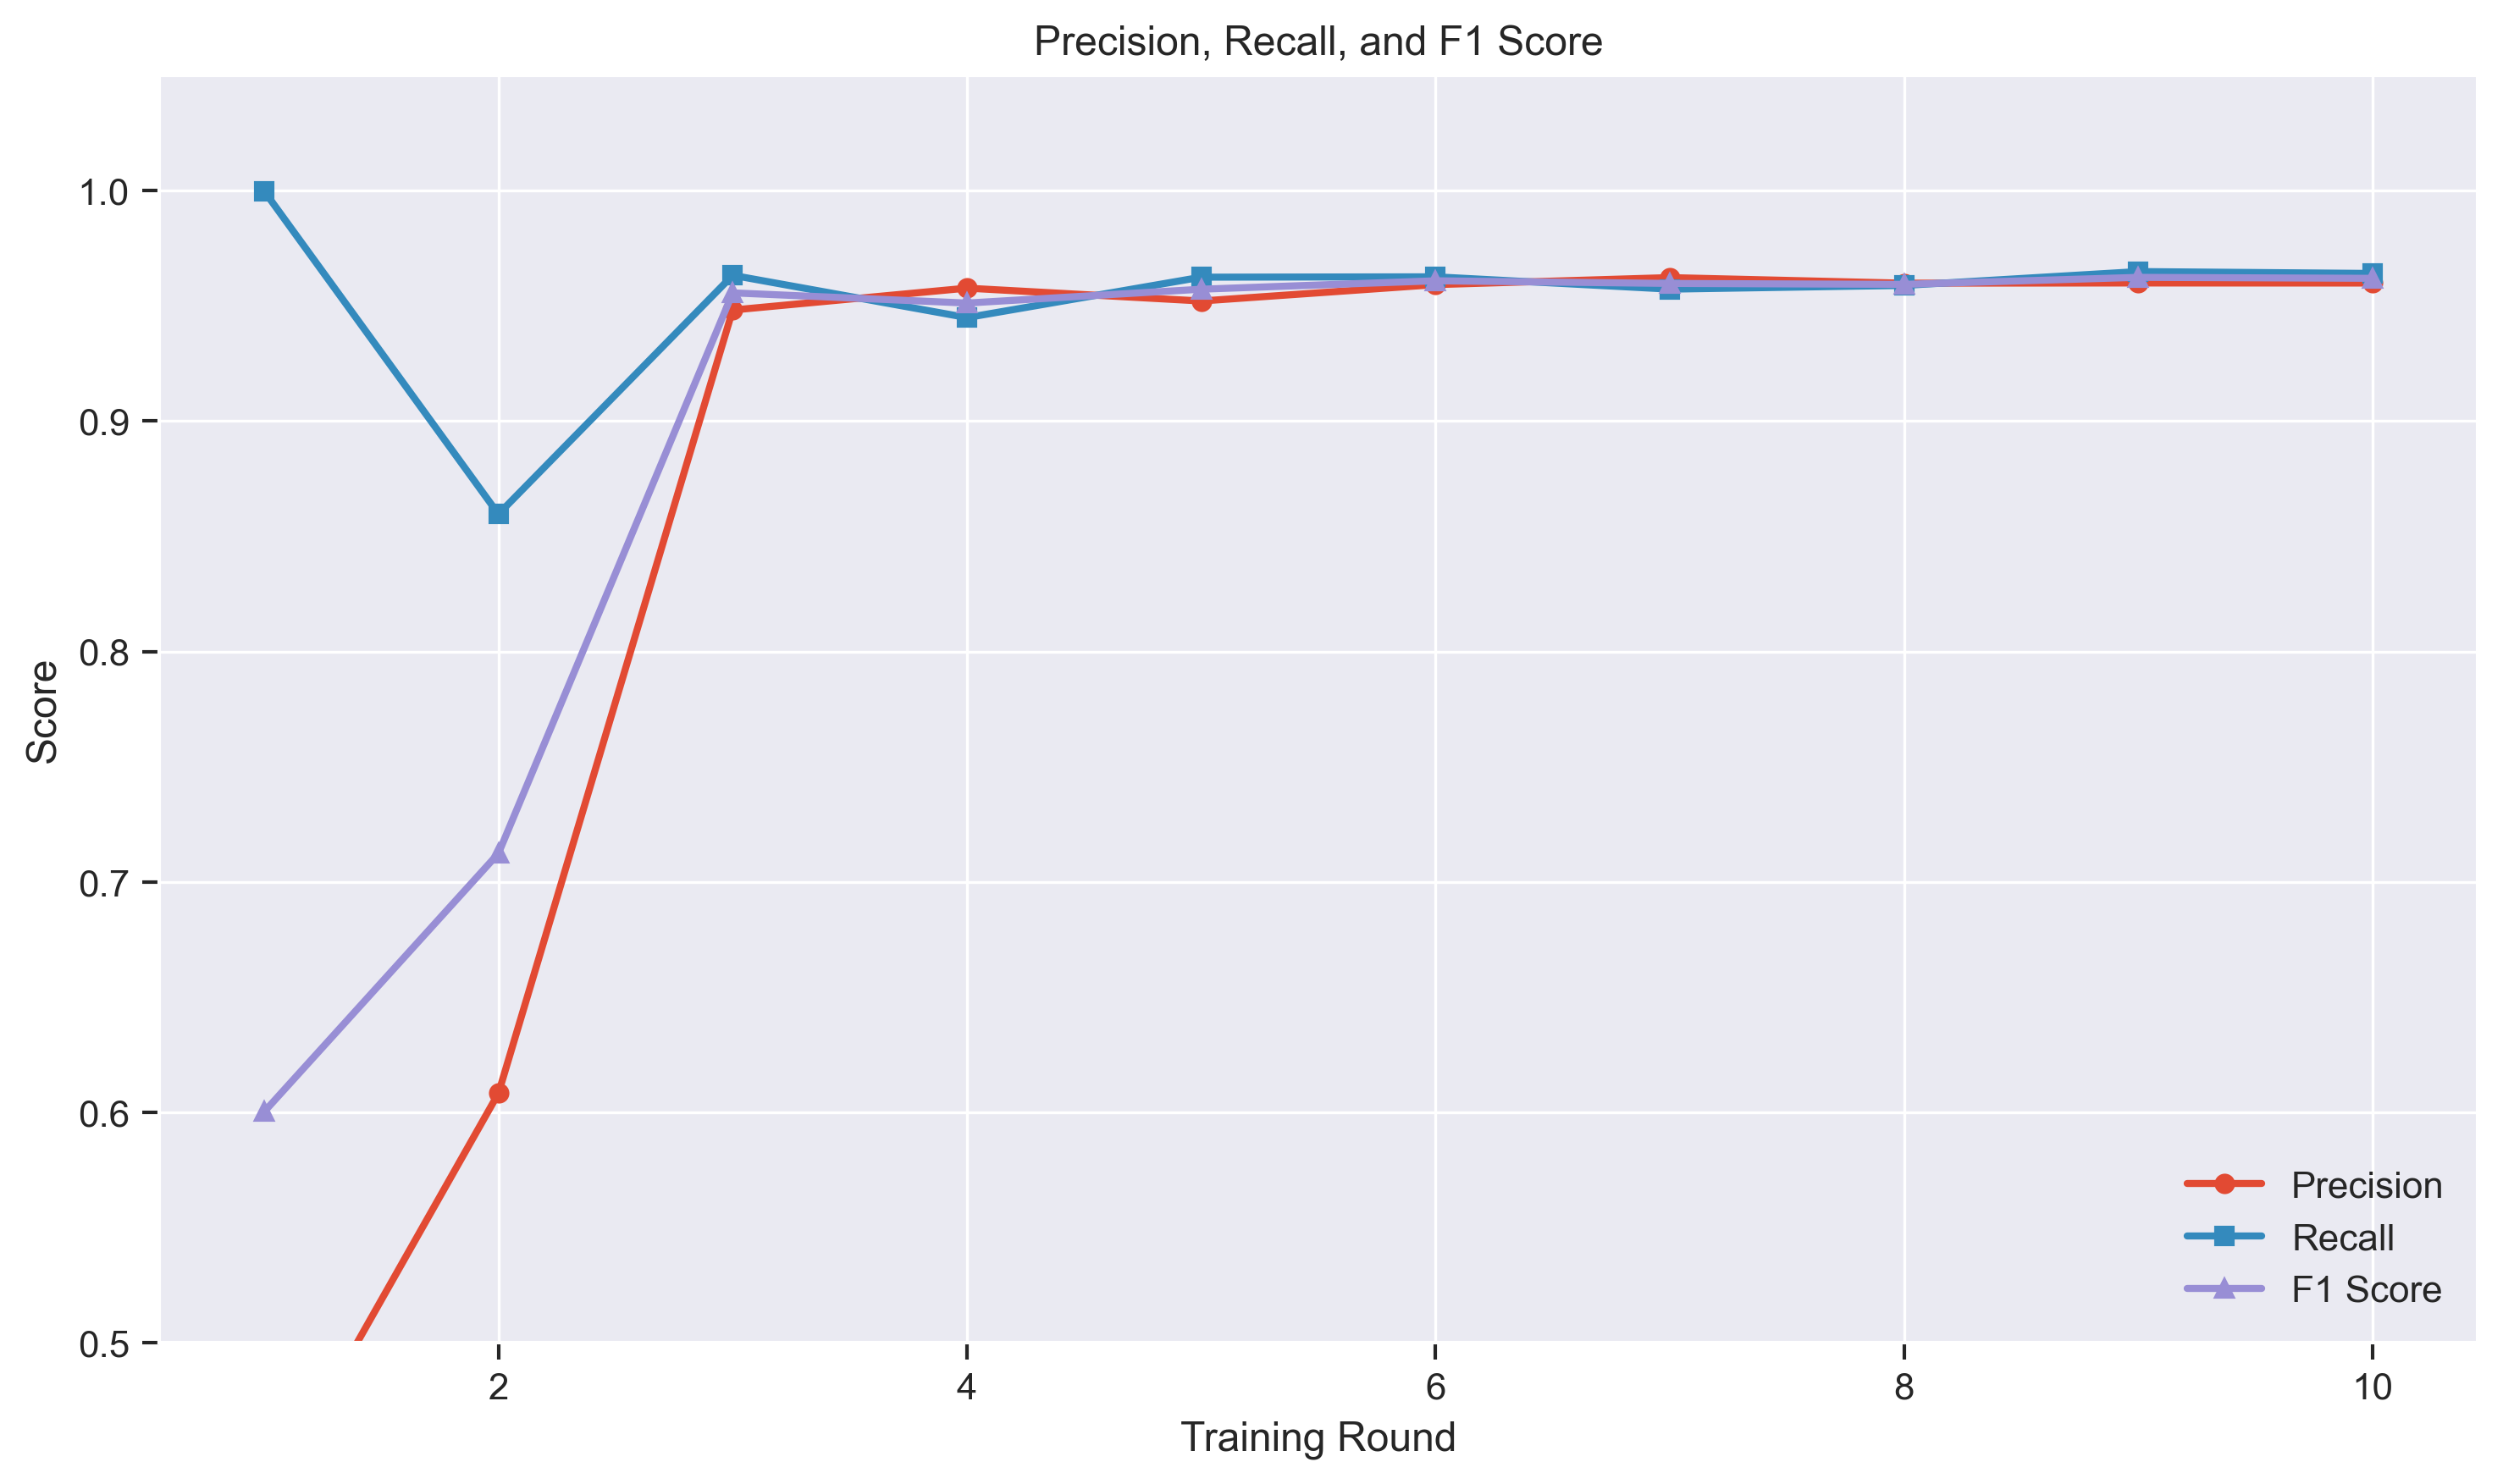 Precision, Recall, and F1 Score
1.0
0.9
0.8
0.7
0.6
0.5
Score
2 4 6 8 10
Training Round
Precision
Recall
F1 Score